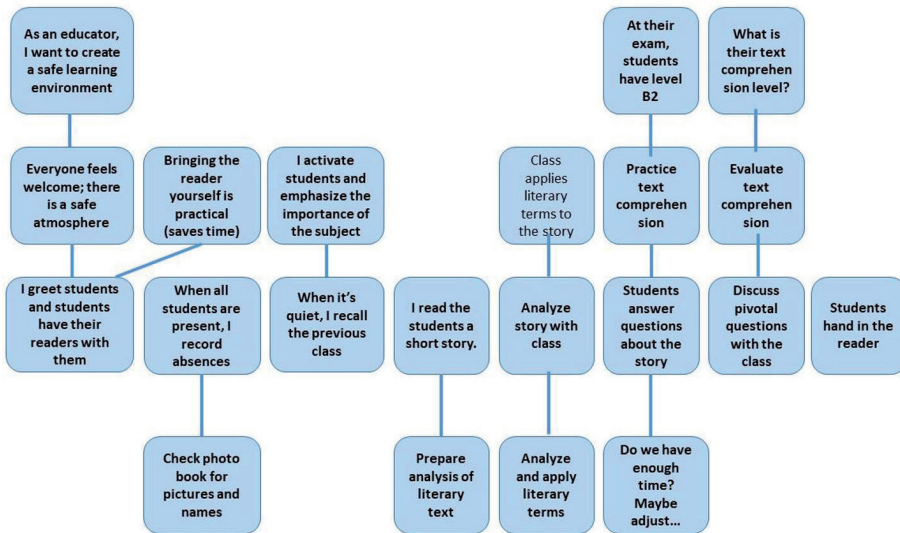 As an educator,
I want to create
a safe learning
environment
At their
exam,
students
have level
B2
What is
their text
comprehen
sion level?
Everyone feels
welcome; there
is a safe
atmosphere
Bringing the
reader
yourself is
practical
(saves time)
I activate
students and
emphasize the
importance of
the subject
Class
applies
literary
terms to
the story
Practice
text
comprehen
sion
Evaluate
text
comprehen
sion
I greet students
and students
have their
readers with
them
When all
students are
present, I
record
absences
When it’s
quiet, I recall
the previous
class
I read the
students a
short story.
Analyze
story with
class
Students
answer
questions
about the
story
Discuss
pivotal
questions
with the
class
Students
hand in the
reader
Check photo
book for
pictures and
names
Prepare
analysis of
literary
text
Analyze
and apply
literary
terms
Do we have
enough
time?
Maybe
adjust…